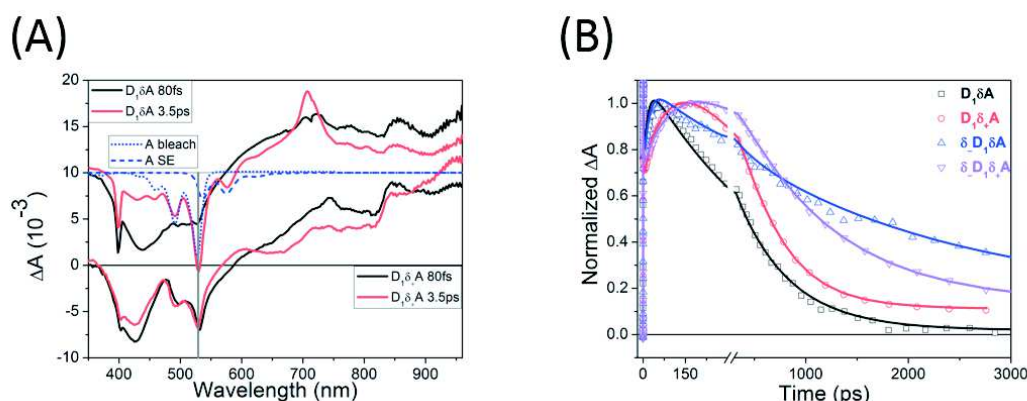 (A)
D₁δA 80fs
D₁δA 3.5ps
A bleach
A SE
D₁δ₊A 80fs
D₁δ₊A 3.5ps
20
15
10
5
0
-5
-10
ΔA (10⁻³)
400 500 600 700 800 900
Wavelength (nm)
(B)
D₁δA
D₁δ₊A
δ₋D₁δA
δ₋D₁δ₊A
1.0
0.8
0.6
0.4
0.2
0.0
Normalized ΔA
0 150 1000 2000 3000
Time (ps)